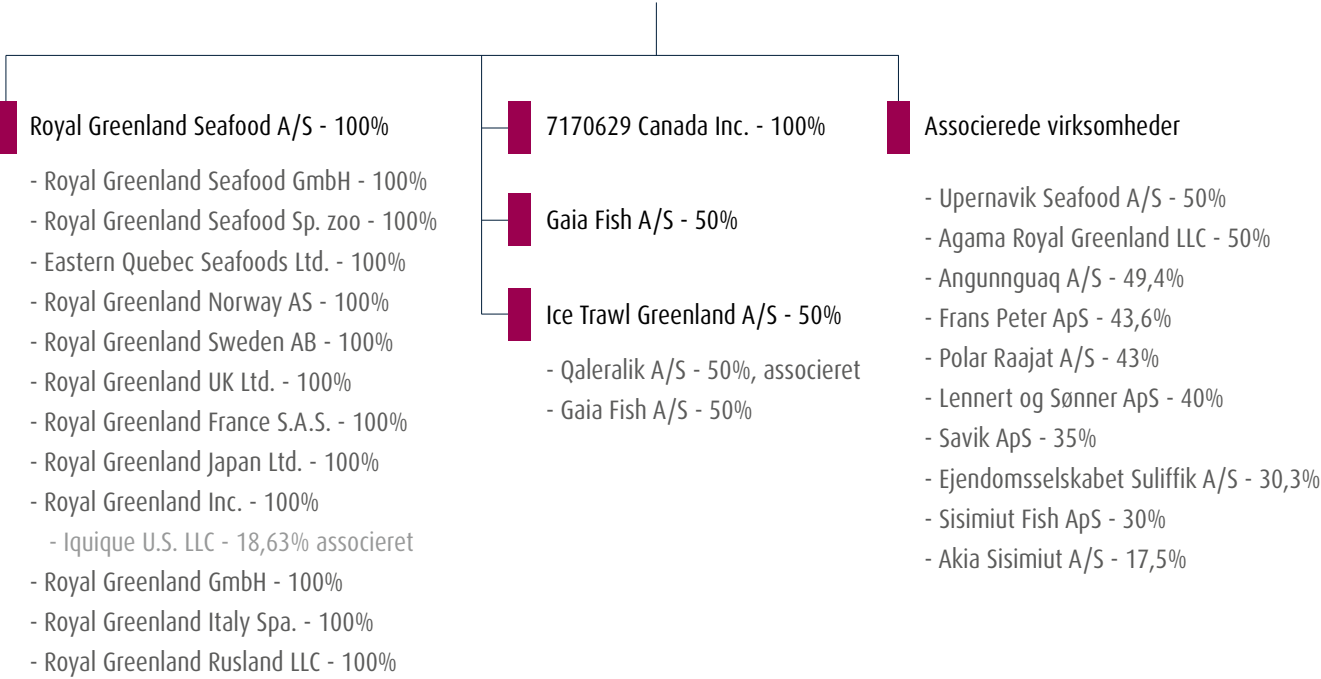 Royal Greenland Seafood A/S - 100%
- Royal Greenland Seafood GmbH - 100%
- Royal Greenland Seafood Sp. zoo - 100%
- Eastern Quebec Seafoods Ltd. - 100%
- Royal Greenland Norway AS - 100%
- Royal Greenland Sweden AB - 100%
- Royal Greenland UK Ltd. - 100%
- Royal Greenland France S.A.S. - 100%
- Royal Greenland Japan Ltd. - 100%
- Royal Greenland Inc. - 100%
- Iquique U.S. LLC - 18,63% associeret
- Royal Greenland GmbH - 100%
- Royal Greenland Italy Spa. - 100%
- Royal Greenland Rusland LLC - 100%
7170629 Canada Inc. - 100%
Gaia Fish A/S - 50%
Ice Trawl Greenland A/S - 50%
- Qaleralik A/S - 50%, associeret
- Gaia Fish A/S - 50%
Associerede virksomheder
- Upernavik Seafood A/S - 50%
- Agama Royal Greenland LLC - 50%
- Angunnguaq A/S - 49,4%
- Frans Peter ApS - 43,6%
- Polar Raajat A/S - 43%
- Lennert og Sønner ApS - 40%
- Savik ApS - 35%
- Ejendomsselskabet Suliffik A/S - 30,3%
- Sisimiut Fish ApS - 30%
- Akia Sisimiut A/S - 17,5%